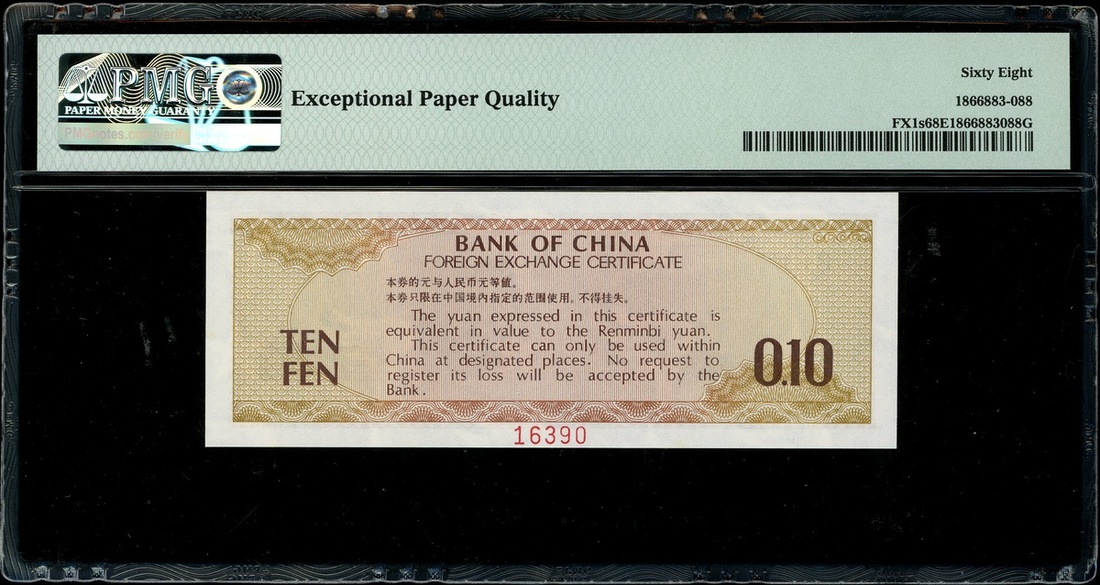 PMG
PAPER MONEY GUARANTY
PMGnotes.com/verify
Exceptional Paper Quality
Sixty Eight
1866883-088
FX1s68E1866883088G
BANK OF CHINA
FOREIGN EXCHANGE CERTIFICATE
本券的元与人民币元等值。
本券只限在中国境内指定的范围使用。不得挂失。
The yuan expressed in this certificate is
equivalent in value to the Renminbi yuan.
This certificate can only be used within
China at designated places. No request to
register its loss will be accepted by the
Bank.
TEN
FEN
0.10
16390